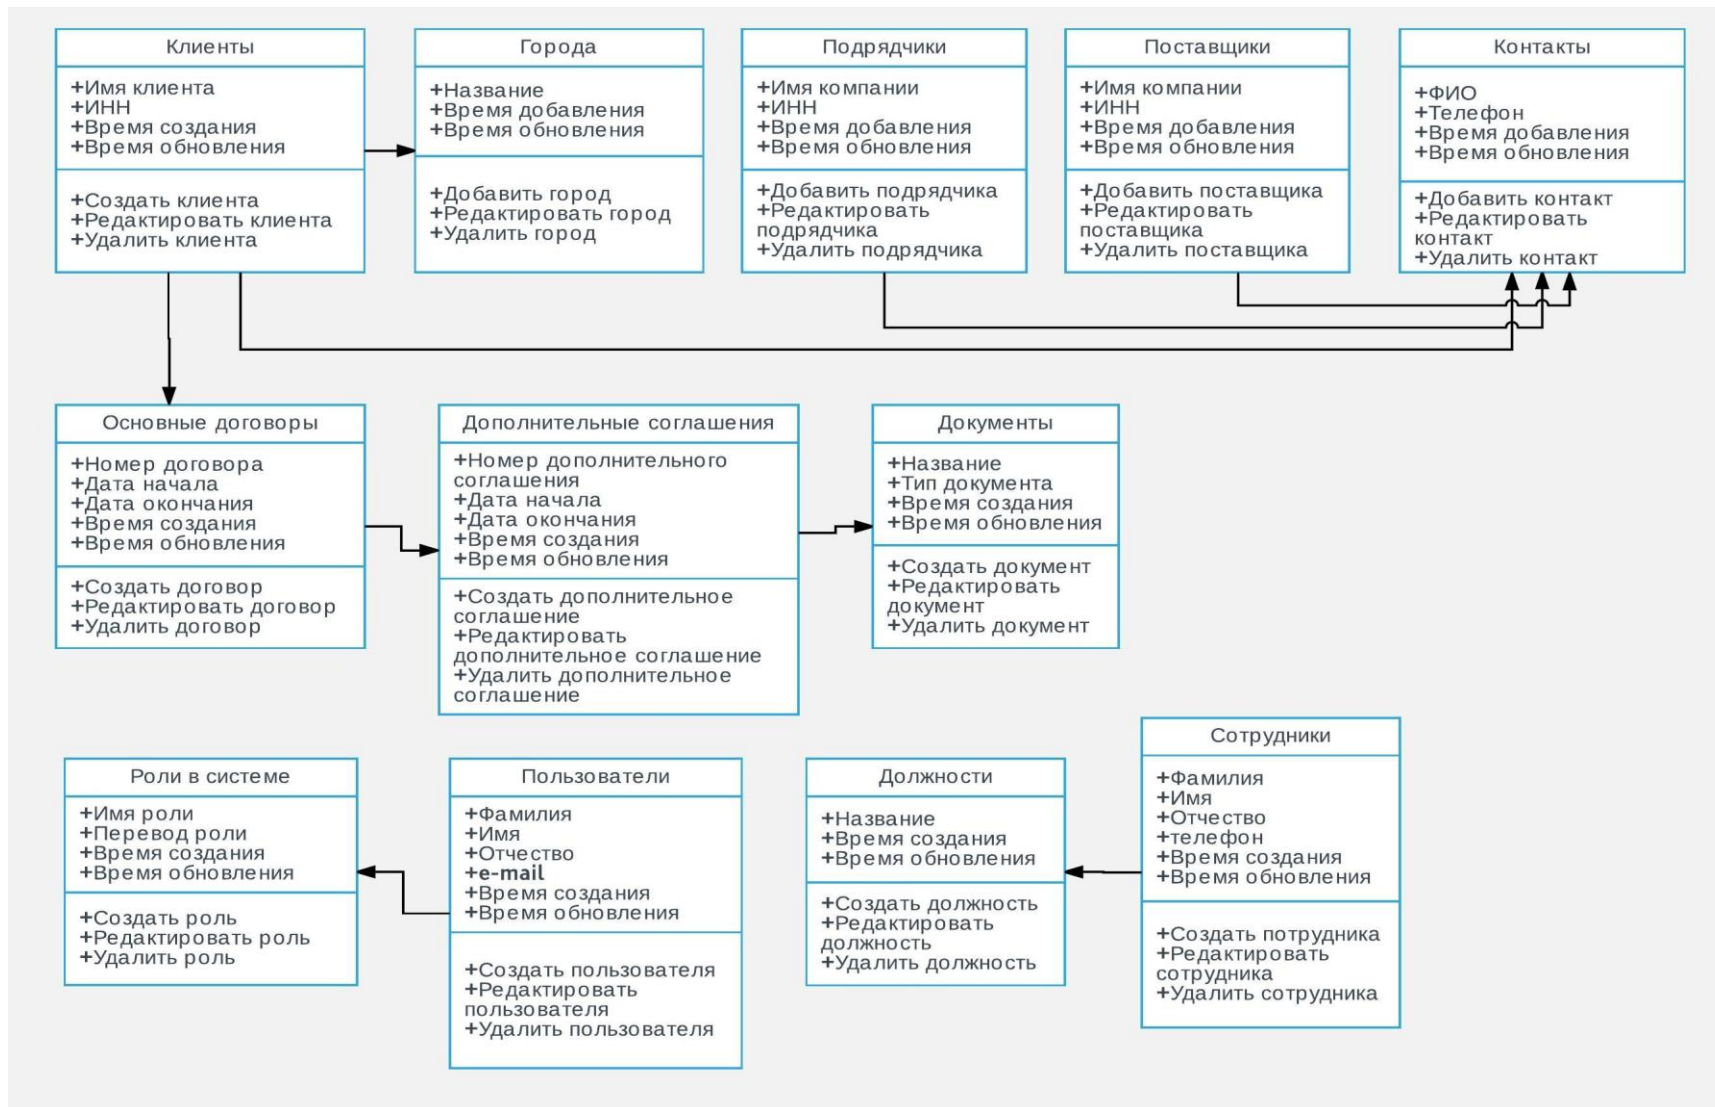 Клиенты
+Имя клиента
+ИНН
+Время создания
+Время обновления
+Создать клиента
+Редактировать клиента
+Удалить клиента
Города
+Название
+Время добавления
+Время обновления
+Добавить город
+Редактировать город
+Удалить город
Подрядчики
+Имя компании
+ИНН
+Время добавления
+Время обновления
+Добавить подрядчика
+Редактировать
подрядчика
+Удалить подрядчика
Поставщики
+Имя компании
+ИНН
+Время добавления
+Время обновления
+Добавить поставщика
+Редактировать
поставщика
+Удалить поставщика
Контакты
+ФИО
+Телефон
+Время добавления
+Время обновления
+Добавить контакт
+Редактировать
контакт
+Удалить контакт
Основные договоры
+Номер договора
+Дата начала
+Дата окончания
+Время создания
+Время обновления
+Создать договор
+Редактировать договор
+Удалить договор
Дополнительные соглашения
+Номер дополнительного
соглашения
+Дата начала
+Дата окончания
+Время создания
+Время обновления
+Создать дополнительное
соглашение
+Редактировать
дополнительное соглашение
+Удалить дополнительное
соглашение
Документы
+Название
+Тип документа
+Время создания
+Время обновления
+Создать документ
+Редактировать
документ
+Удалить документ
Роли в системе
+Имя роли
+Перевод роли
+Время создания
+Время обновления
+Создать роль
+Редактировать роль
+Удалить роль
Пользователи
+Фамилия
+Имя
+Отчество
+e-mail
+Время создания
+Время обновления
+Создать пользователя
+Редактировать
пользователя
+Удалить пользователя
Должности
+Название
+Время создания
+Время обновления
+Создать должность
+Редактировать
должность
+Удалить должность
Сотрудники
+Фамилия
+Имя
+Отчество
+телефон
+Время создания
+Время обновления
+Создать потрудника
+Редактировать
сотрудника
+Удалить сотрудника